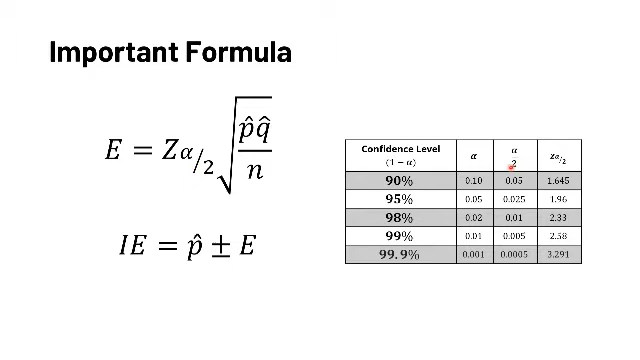 Important Formula
E = Zα/2 √(p̂q̂/n)
IE = p̂ ± E
Confidence Level (1 − α) α α/2 Zα/2
90% 0.10 0.05 1.645
95% 0.05 0.025 1.96
98% 0.02 0.01 2.33
99% 0.01 0.005 2.58
99.9% 0.001 0.0005 3.291